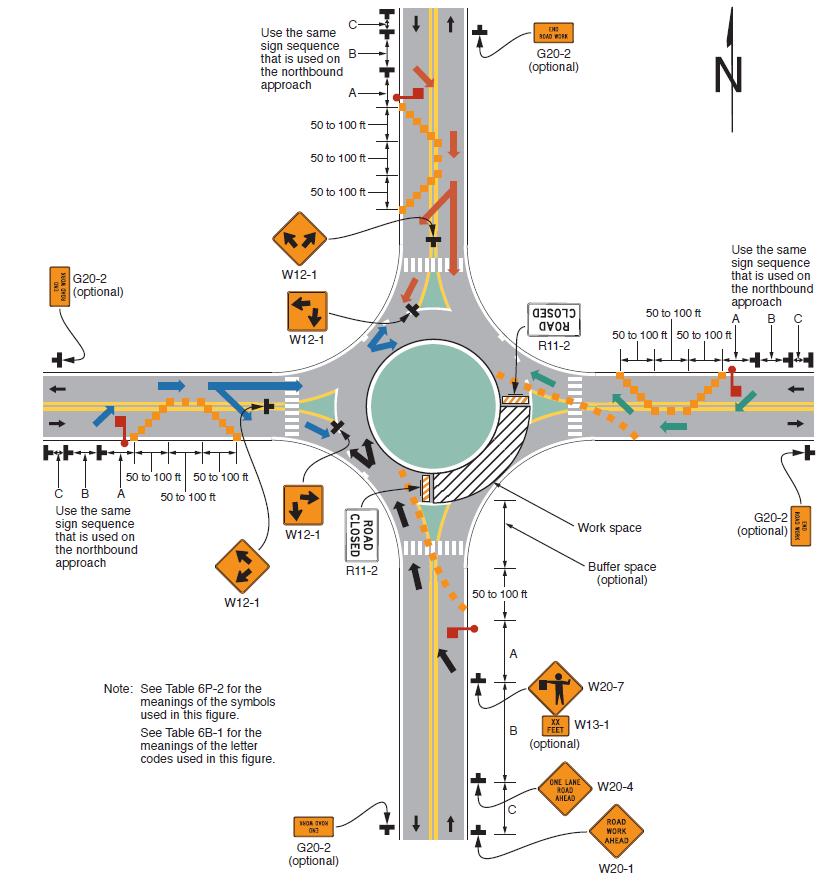 C
Use the same
sign sequence
that is used on
the northbound
approach
B
A
END
ROAD WORK
G20-2
(optional)
N
50 to 100 ft
50 to 100 ft
50 to 100 ft
W12-1
END
ROAD WORK
G20-2
(optional)
W12-1
ROAD
CLOSED
R11-2
Use the same
sign sequence
that is used on
the northbound
approach
50 to 100 ft
50 to 100 ft
50 to 100 ft
A
B
C
50 to 100 ft
50 to 100 ft
50 to 100 ft
C
B
A
Use the same
sign sequence
that is used on
the northbound
approach
W12-1
W12-1
ROAD
CLOSED
R11-2
G20-2
(optional)
END
ROAD WORK
Work space
Buffer space
(optional)
50 to 100 ft
A
B
C
W20-7
XX
FEET
W13-1
(optional)
ONE LANE
ROAD
AHEAD
W20-4
ROAD
WORK
AHEAD
W20-1
Note: See Table 6P-2 for the
meanings of the symbols
used in this figure.
See Table 6B-1 for the
meanings of the letter
codes used in this figure.
END
ROAD WORK
G20-2
(optional)